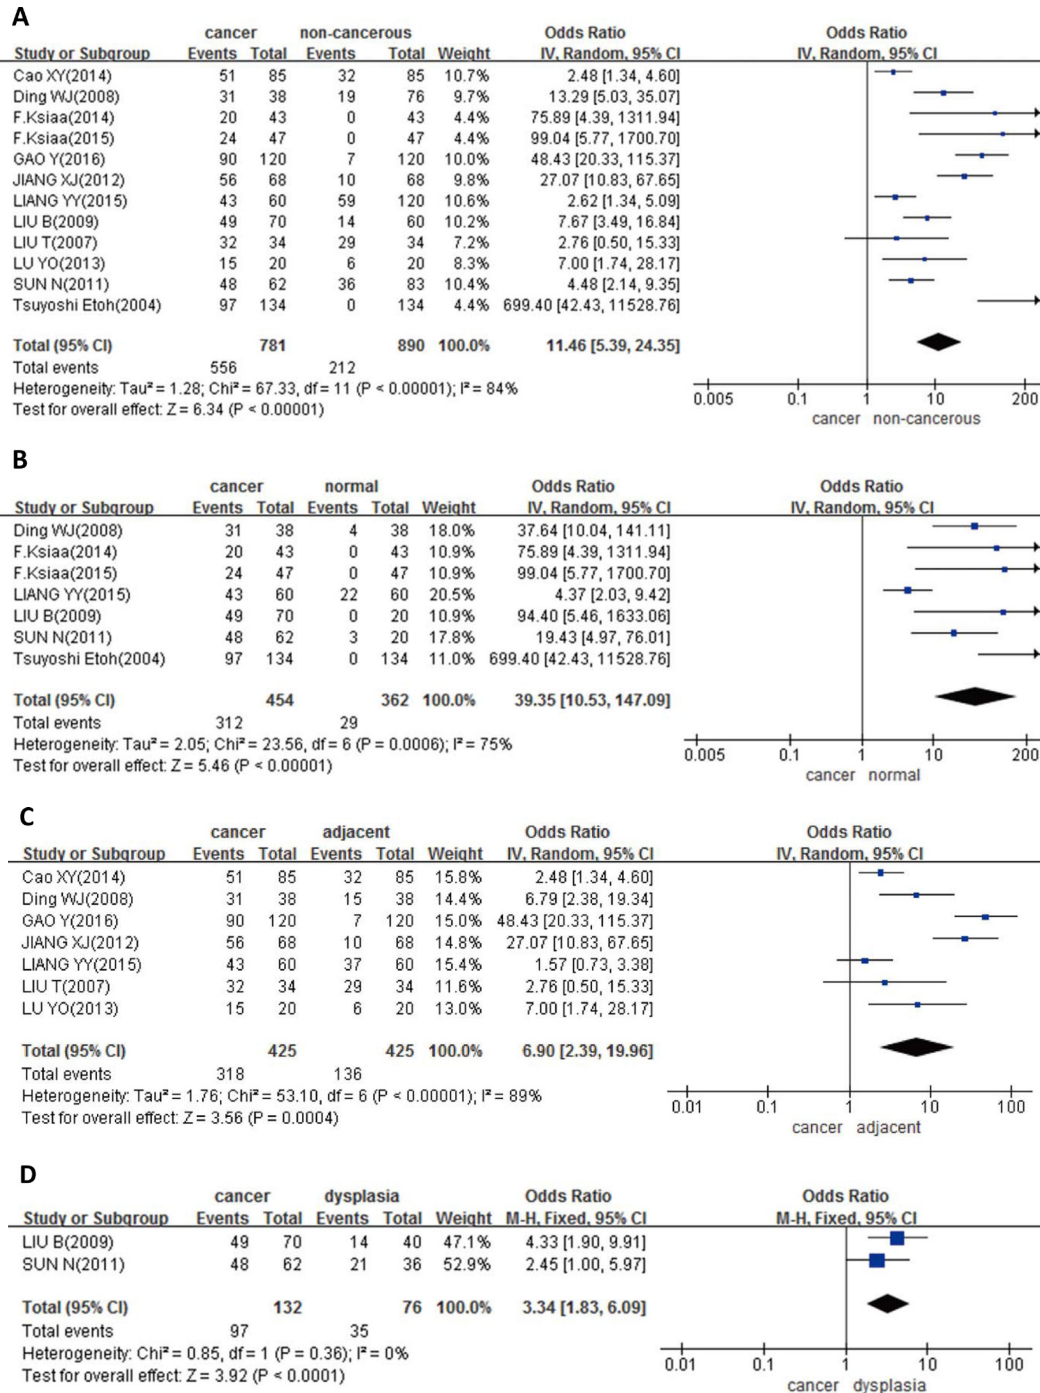 A
cancer non-cancerous Odds Ratio Odds Ratio
Study or Subgroup Events Total Events Total Weight IV, Random, 95% CI IV, Random, 95% CI
Cao XY(2014) 51 85 32 85 10.7% 2.48 [1.34, 4.60]
Ding WJ(2008) 31 38 19 76 9.7% 13.29 [5.03, 35.07]
F.Ksiaa(2014) 20 43 0 43 4.4% 75.89 [4.39, 1311.94]
F.Ksiaa(2015) 24 47 0 47 4.4% 99.04 [5.77, 1700.70]
GAO Y(2016) 90 120 7 120 10.0% 48.43 [20.33, 115.37]
JIANG XJ(2012) 56 68 10 68 9.8% 27.07 [10.83, 67.65]
LIANG YY(2015) 43 60 59 120 10.6% 2.62 [1.34, 5.09]
LIU B(2009) 49 70 14 60 10.2% 7.67 [3.49, 16.84]
LIU T(2007) 32 34 29 34 7.2% 2.76 [0.50, 15.33]
LU YO(2013) 15 20 6 20 8.3% 7.00 [1.74, 28.17]
SUN N(2011) 48 62 36 83 10.4% 4.48 [2.14, 9.35]
Tsuyoshi Etoh(2004) 97 134 0 134 4.4% 699.40 [42.43, 11528.76]
Total (95% CI) 781 890 100.0% 11.46 [5.39, 24.35]
Total events 556 212
Heterogeneity: Tau² = 1.28; Chi² = 67.33, df = 11 (P < 0.00001); I² = 84%
Test for overall effect: Z = 6.34 (P < 0.00001)
0.005 0.1 1 10 200
cancer non-cancerous
B
cancer normal Odds Ratio Odds Ratio
Study or Subgroup Events Total Events Total Weight IV, Random, 95% CI IV, Random, 95% CI
Ding WJ(2008) 31 38 4 38 18.0% 37.64 [10.04, 141.11]
F.Ksiaa(2014) 20 43 0 43 10.9% 75.89 [4.39, 1311.94]
F.Ksiaa(2015) 24 47 0 47 10.9% 99.04 [5.77, 1700.70]
LIANG YY(2015) 43 60 22 60 20.5% 4.37 [2.03, 9.42]
LIU B(2009) 49 70 0 20 10.9% 94.40 [5.46, 1633.06]
SUN N(2011) 48 62 3 20 17.8% 19.43 [4.97, 76.01]
Tsuyoshi Etoh(2004) 97 134 0 134 11.0% 699.40 [42.43, 11528.76]
Total (95% CI) 454 362 100.0% 39.35 [10.53, 147.09]
Total events 312 29
Heterogeneity: Tau² = 2.05; Chi² = 23.56, df = 6 (P = 0.0006); I² = 75%
Test for overall effect: Z = 5.46 (P < 0.00001)
0.005 0.1 1 10 200
cancer normal
C
cancer adjacent Odds Ratio Odds Ratio
Study or Subgroup Events Total Events Total Weight IV, Random, 95% CI IV, Random, 95% CI
Cao XY(2014) 51 85 32 85 15.8% 2.48 [1.34, 4.60]
Ding WJ(2008) 31 38 15 38 14.4% 6.79 [2.38, 19.34]
GAO Y(2016) 90 120 7 120 15.0% 48.43 [20.33, 115.37]
JIANG XJ(2012) 56 68 10 68 14.8% 27.07 [10.83, 67.65]
LIANG YY(2015) 43 60 37 60 15.4% 1.57 [0.73, 3.38]
LIU T(2007) 32 34 29 34 11.6% 2.76 [0.50, 15.33]
LU YO(2013) 15 20 6 20 13.0% 7.00 [1.74, 28.17]
Total (95% CI) 425 425 100.0% 6.90 [2.39, 19.96]
Total events 318 136
Heterogeneity: Tau² = 1.76; Chi² = 53.10, df = 6 (P < 0.00001); I² = 89%
Test for overall effect: Z = 3.56 (P = 0.0004)
0.01 0.1 1 10 100
cancer adjacent
D
cancer dysplasia Odds Ratio Odds Ratio
Study or Subgroup Events Total Events Total Weight M-H, Fixed, 95% CI M-H, Fixed, 95% CI
LIU B(2009) 49 70 14 40 47.1% 4.33 [1.90, 9.91]
SUN N(2011) 48 62 21 36 52.9% 2.45 [1.00, 5.97]
Total (95% CI) 132 76 100.0% 3.34 [1.83, 6.09]
Total events 97 35
Heterogeneity: Chi² = 0.85, df = 1 (P = 0.36); I² = 0%
Test for overall effect: Z = 3.92 (P < 0.0001)
0.01 0.1 1 10 100
cancer dysplasia